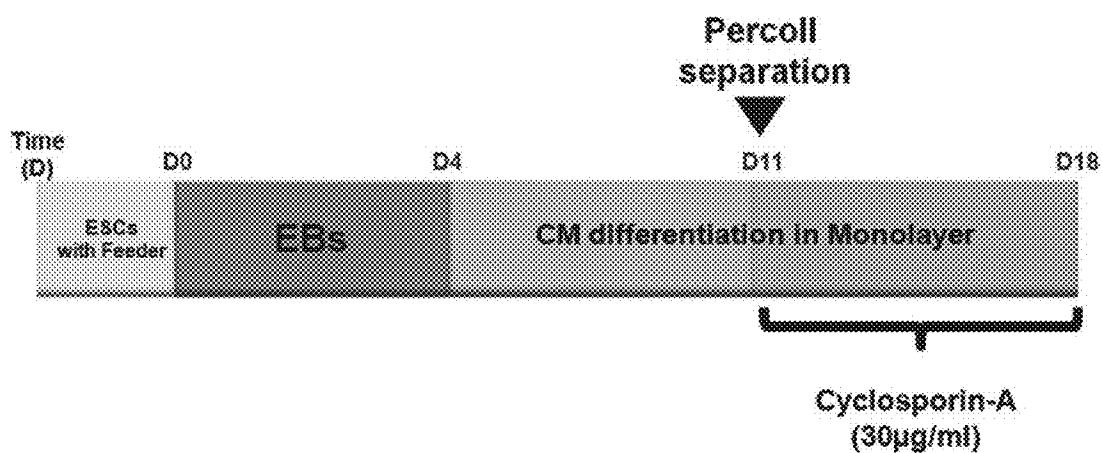 Percoll
separation
Time
(D)
D0
D4
D11
D18
ESCs
with Feeder
EBs
CM differentiation in Monolayer
Cyclosporin-A
(30µg/ml)